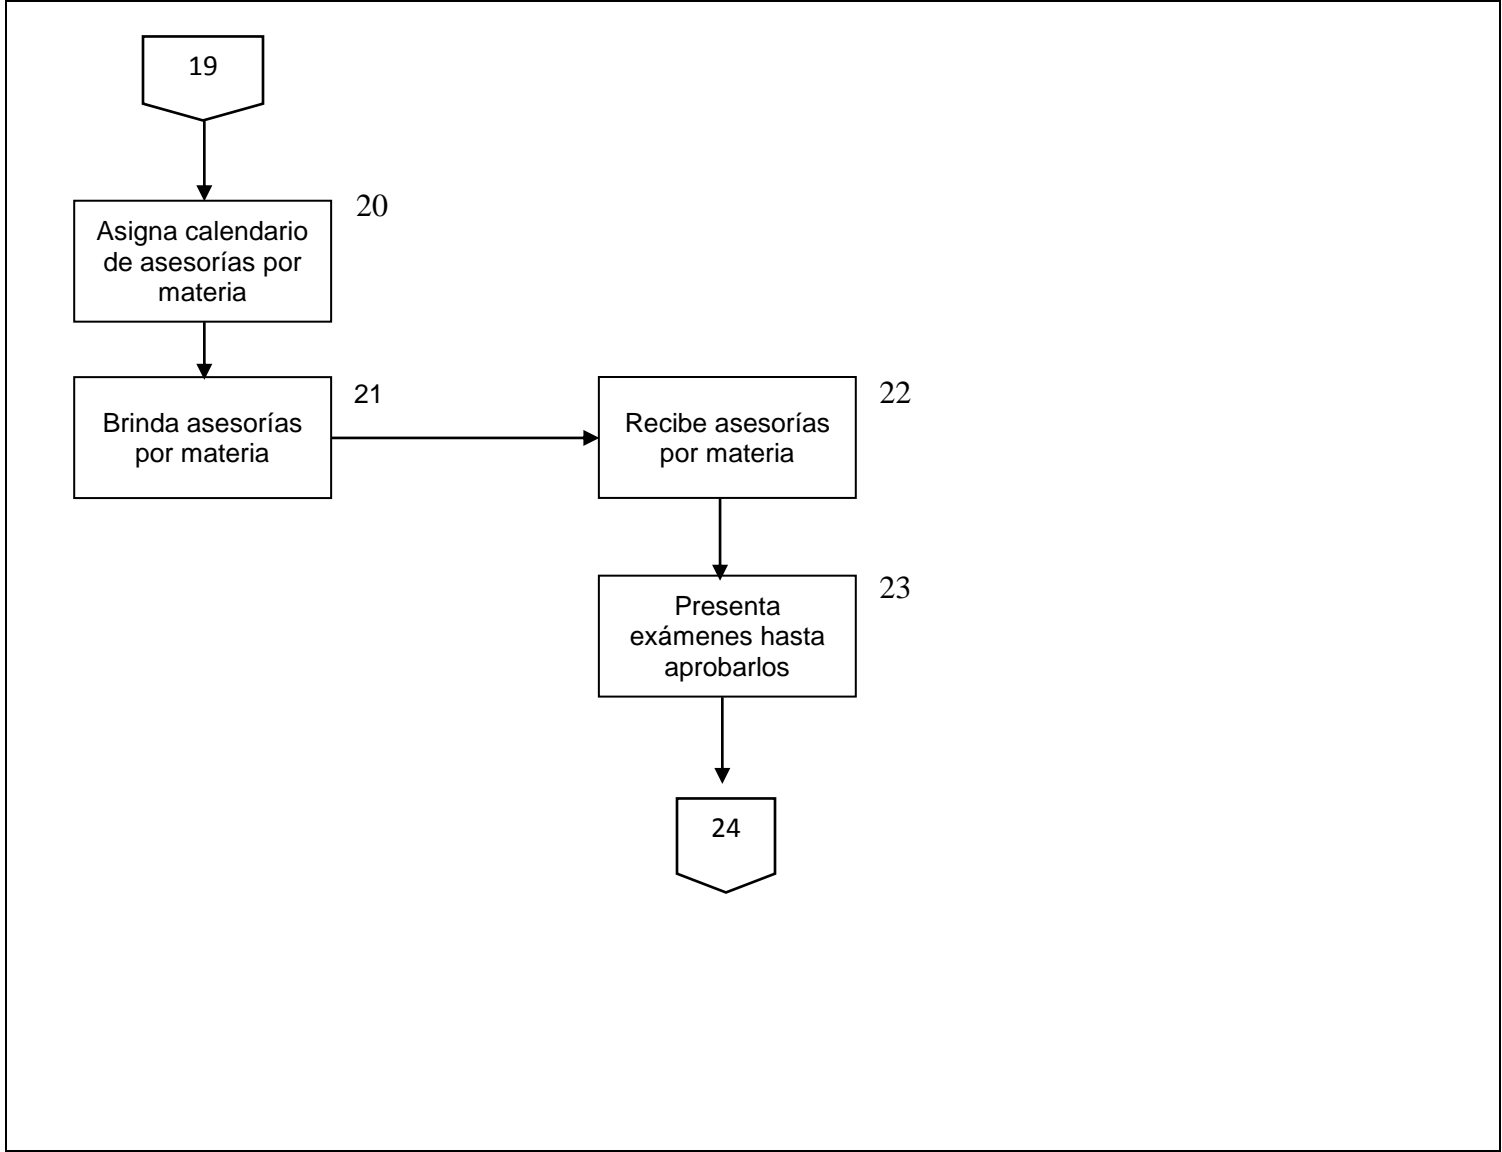 19
20
Asigna calendario
de asesorías por
materia
21
Brinda asesorías
por materia
22
Recibe asesorías
por materia
23
Presenta
exámenes hasta
aprobarlos
24